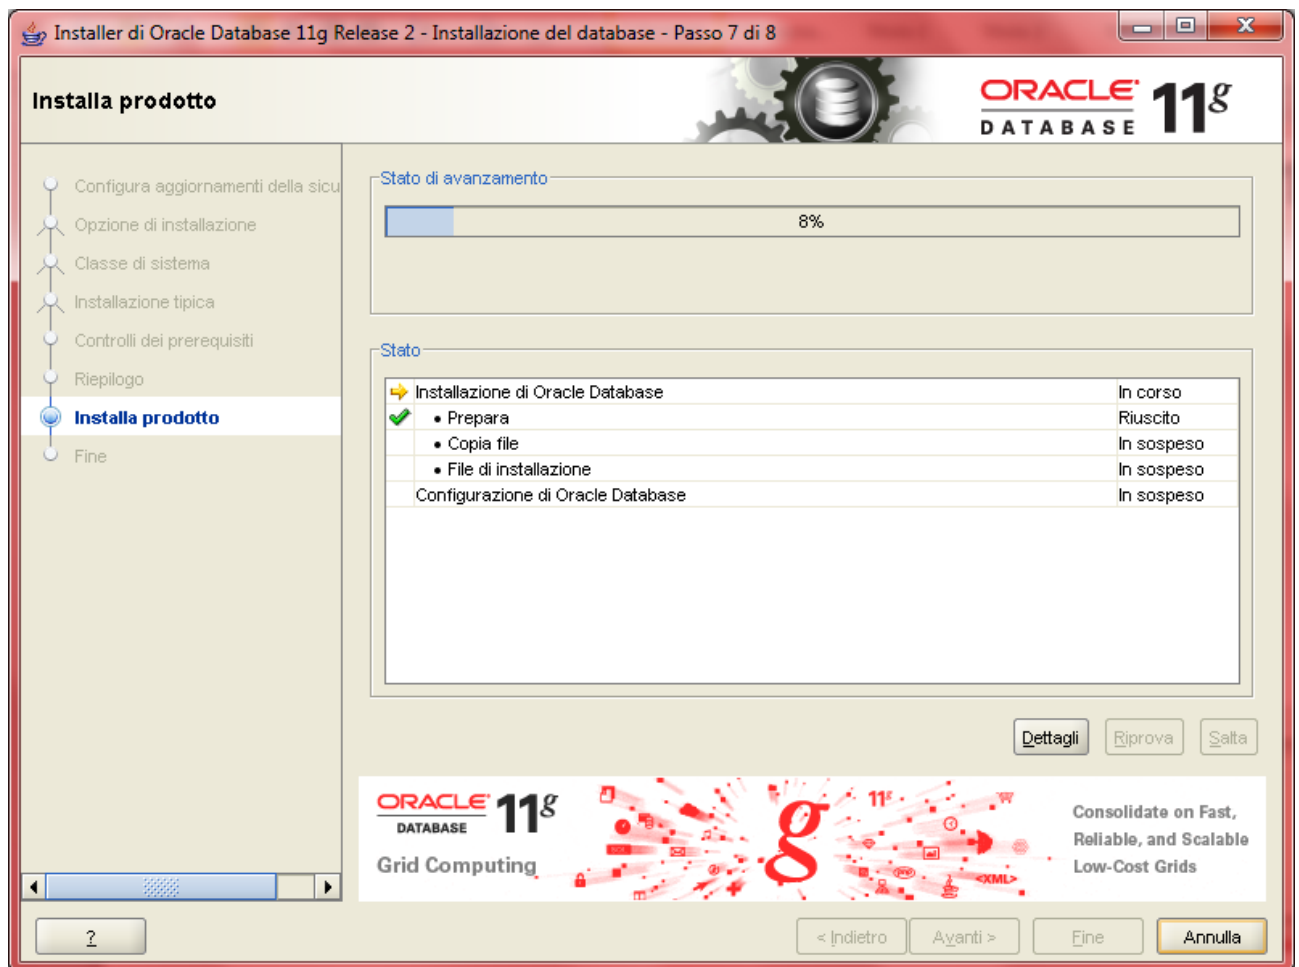 Installer di Oracle Database 11g Release 2 - Installazione del database - Passo 7 di 8
Installa prodotto
ORACLE 11g
DATABASE
Configura aggiornamenti della sicu
Opzione di installazione
Classe di sistema
Installazione tipica
Controlli dei prerequisiti
Riepilogo
Installa prodotto
Fine
Stato di avanzamento
8%
Stato
Installazione di Oracle Database In corso
• Prepara Riuscito
• Copia file In sospeso
• File di installazione In sospeso
Configurazione di Oracle Database In sospeso
Dettagli Riprova Salta
ORACLE 11g
DATABASE
Grid Computing
g
11g
<XML>
Consolidate on Fast,
Reliable, and Scalable
Low-Cost Grids
? < Indietro Avanti > Fine Annulla